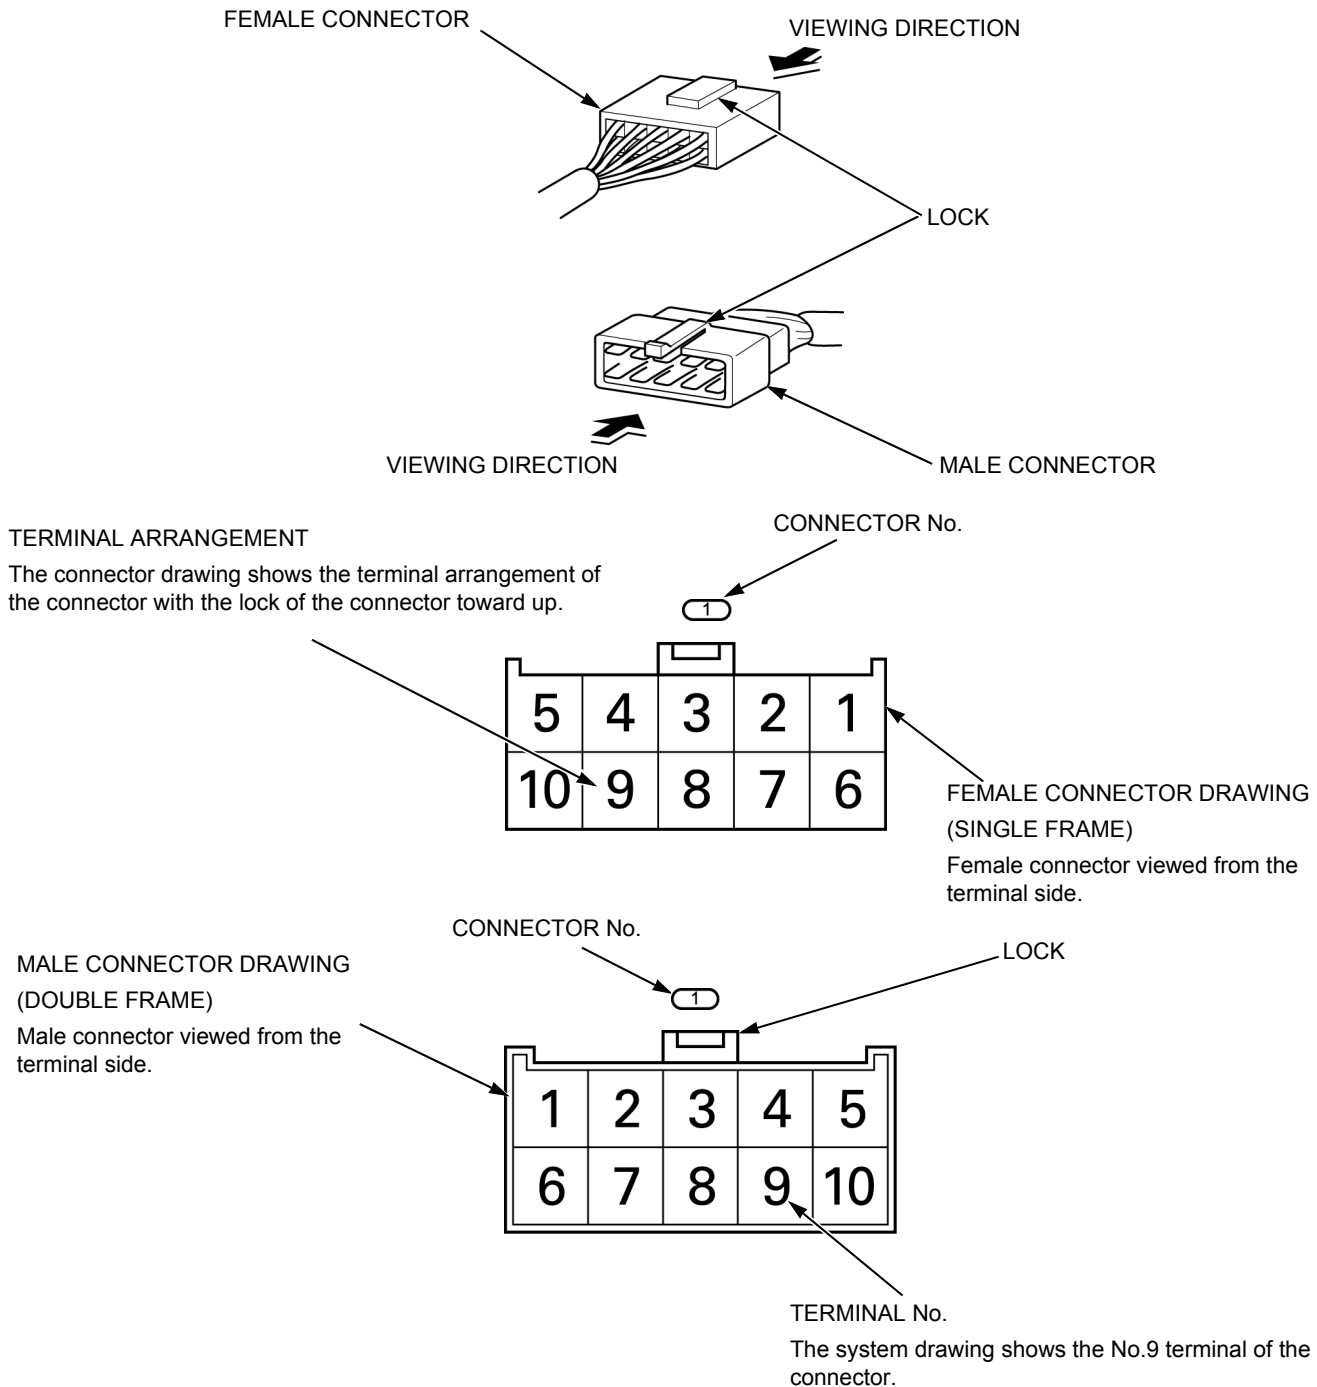 FEMALE CONNECTOR
VIEWING DIRECTION
LOCK
VIEWING DIRECTION
MALE CONNECTOR
TERMINAL ARRANGEMENT
The connector drawing shows the terminal arrangement of
the connector with the lock of the connector toward up.
CONNECTOR No.
1
5 4 3 2 1
10 9 8 7 6
FEMALE CONNECTOR DRAWING
(SINGLE FRAME)
Female connector viewed from the
terminal side.
CONNECTOR No.
LOCK
MALE CONNECTOR DRAWING
(DOUBLE FRAME)
Male connector viewed from the
terminal side.
1
1 2 3 4 5
6 7 8 9 10
TERMINAL No.
The system drawing shows the No.9 terminal of the
connector.